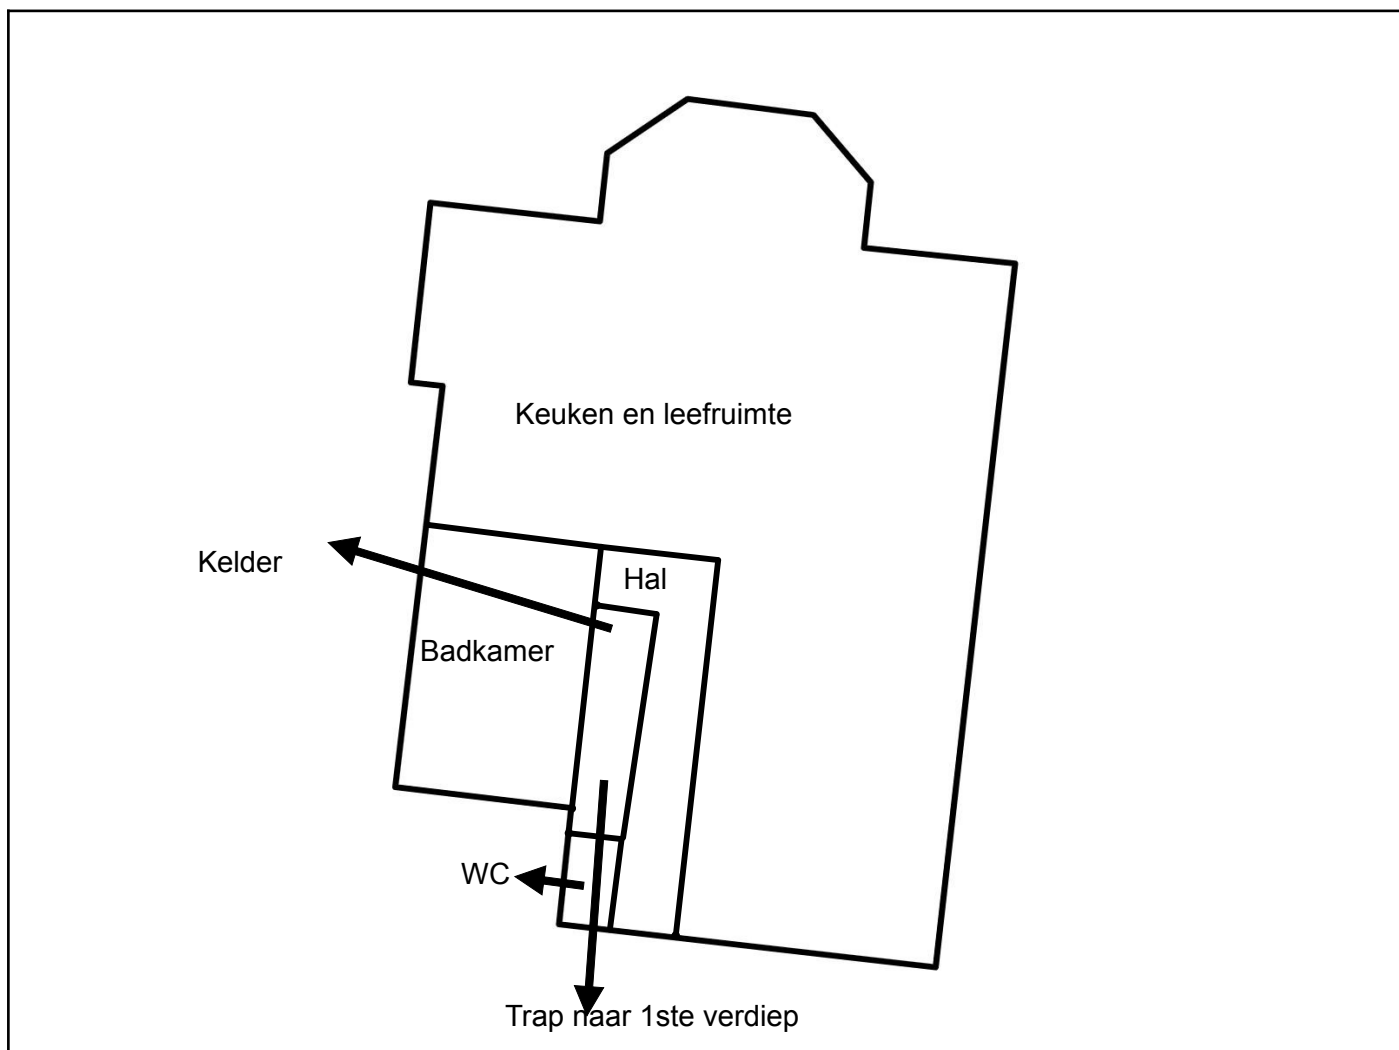 Keuken en leefruimte
Kelder
Hal
Badkamer
WC
Trap naar 1ste verdiep